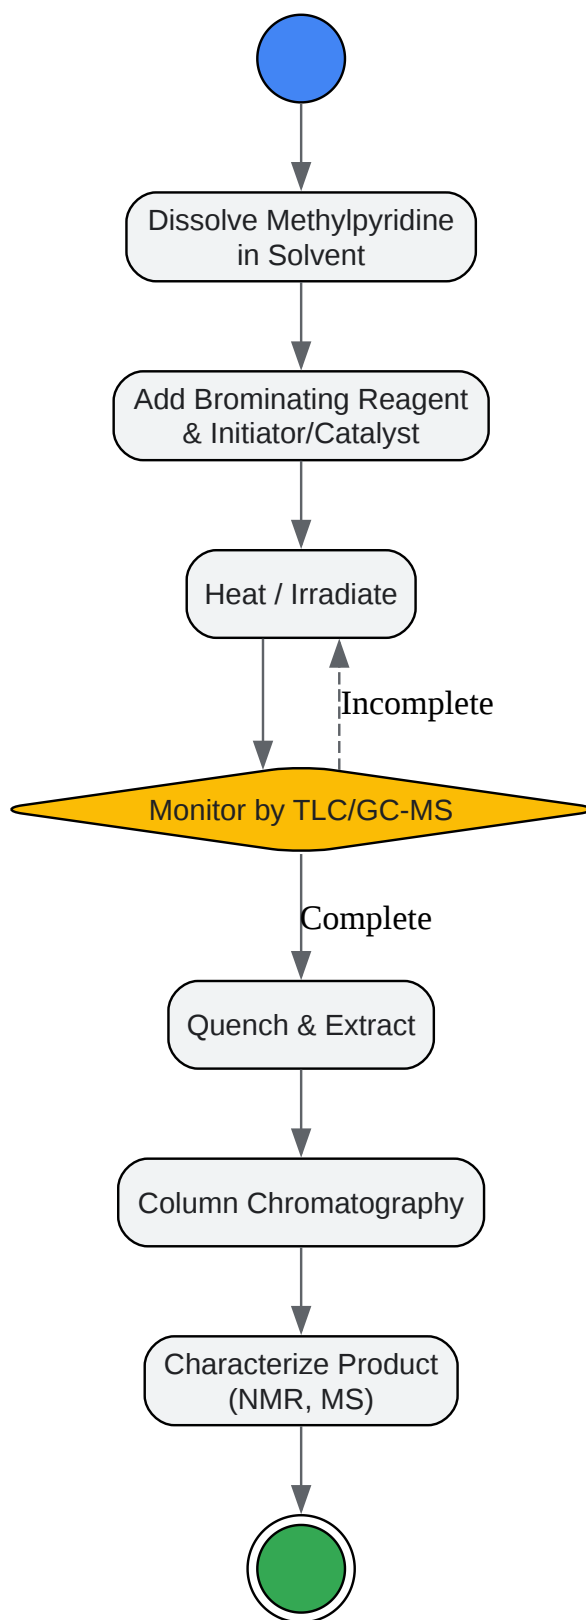 Dissolve Methylpyridine
in Solvent
Add Brominating Reagent
& Initiator/Catalyst
Heat / Irradiate
Incomplete
Monitor by TLC/GC-MS
Complete
Quench & Extract
Column Chromatography
Characterize Product
(NMR, MS)